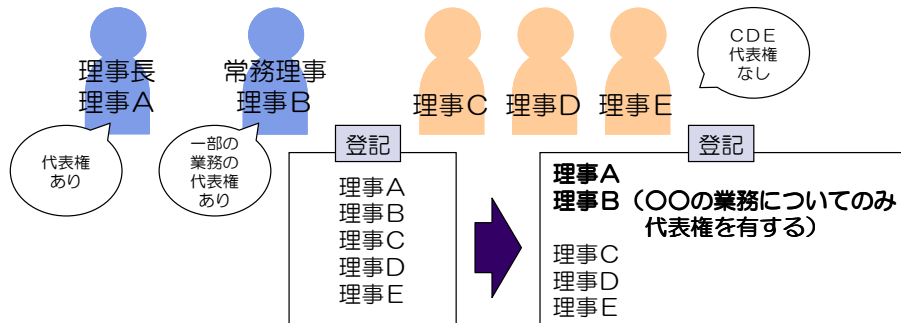 理事長
理事A
常務理事
理事B
理事C
理事D
理事E
CDE
代表権
なし
代表権
あり
一部の
業務の
代表権
あり
登記
理事A
理事B
理事C
理事D
理事E
登記
理事A
理事B（〇〇の業務についてのみ
代表権を有する）
理事C
理事D
理事E